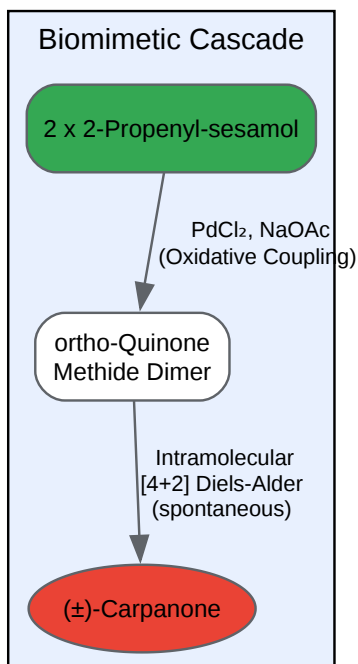 Biomimetic Cascade
2 x 2-Propenyl-sesamol
PdCl₂, NaOAc
(Oxidative Coupling)
ortho-Quinone
Methide Dimer
Intramolecular
[4+2] Diels-Alder
(spontaneous)
(±)-Carpanone